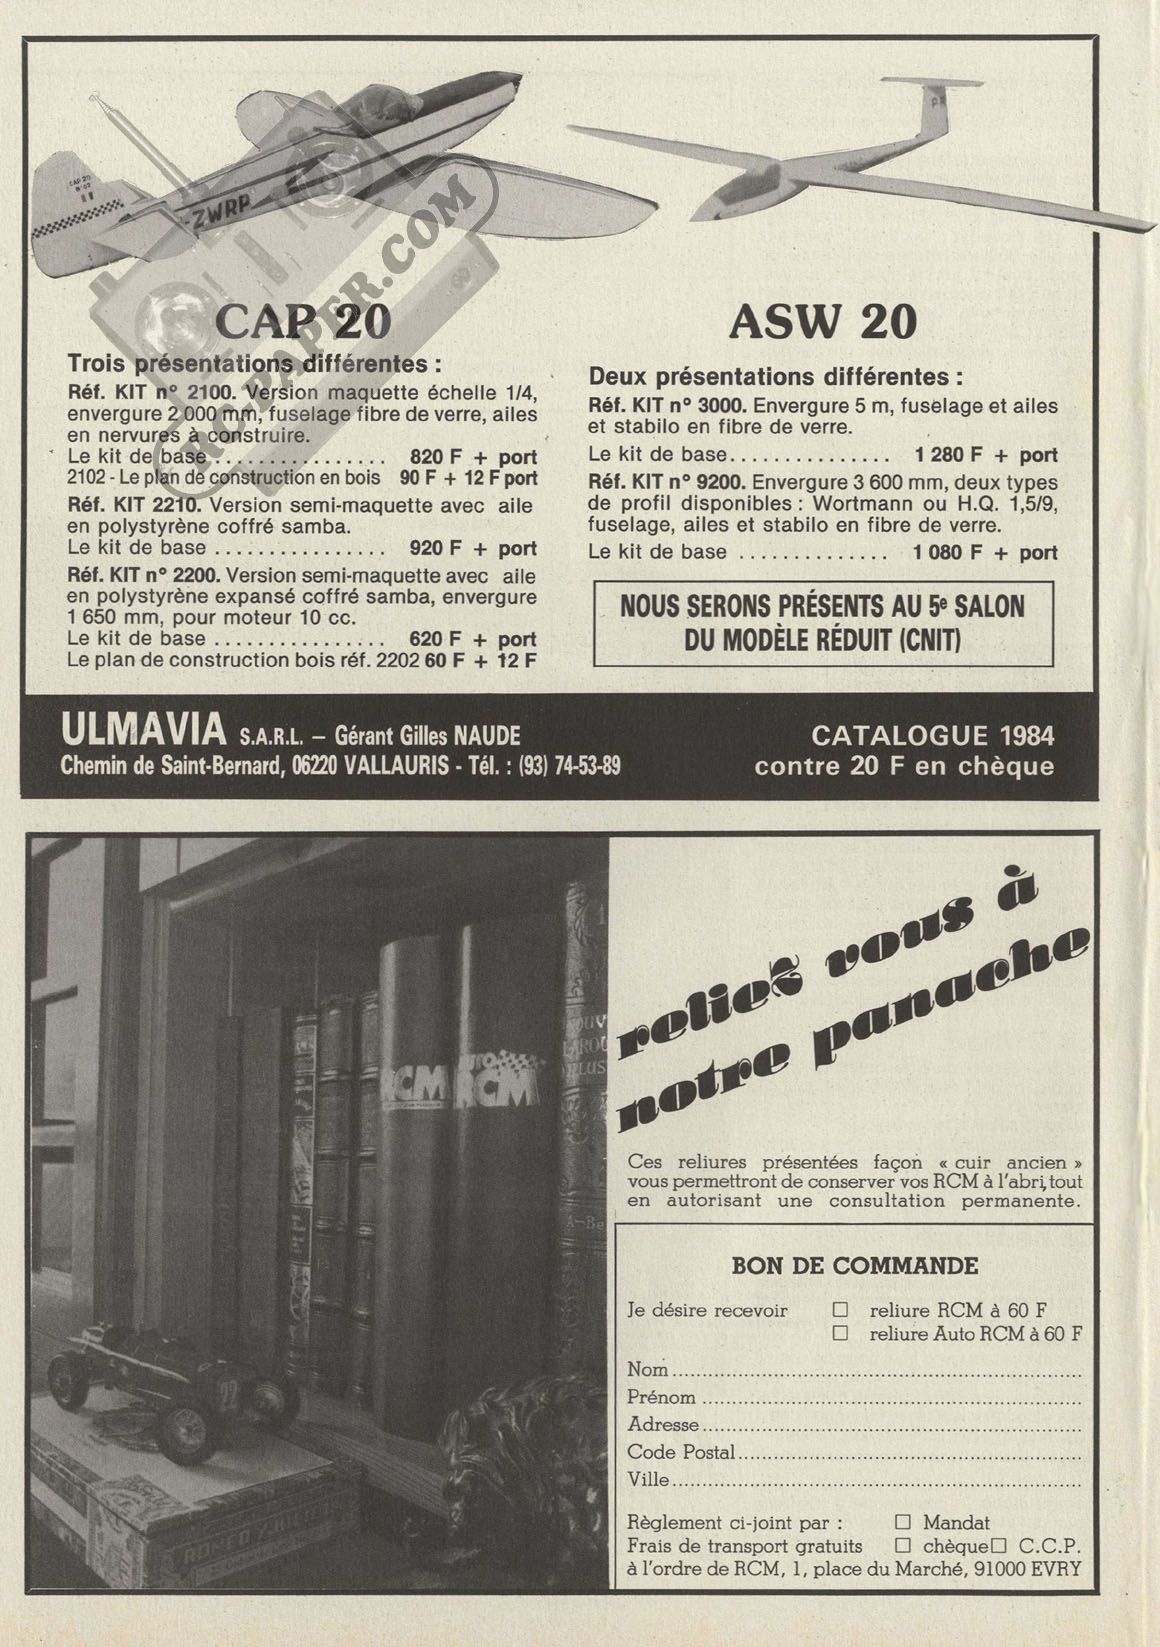 CAP 20
N° 02
ZWRP
RCPAPER.COM
CAP 20
Trois présentations différentes :
Réf. KIT n° 2100. Version maquette échelle 1/4,
envergure 2 000 mm, fuselage fibre de verre, ailes
en nervures à construire.
Le kit de base ................ 820 F + port
2102 - Le plan de construction en bois 90 F + 12 F port
Réf. KIT 2210. Version semi-maquette avec aile
en polystyrène coffré samba.
Le kit de base ................ 920 F + port
Réf. KIT n° 2200. Version semi-maquette avec aile
en polystyrène expansé coffré samba, envergure
1 650 mm, pour moteur 10 cc.
Le kit de base ................ 620 F + port
Le plan de construction bois réf. 2202 60 F + 12 F
ASW 20
Deux présentations différentes :
Réf. KIT n° 3000. Envergure 5 m, fuselage et ailes
et stabilo en fibre de verre.
Le kit de base............... 1 280 F + port
Réf. KIT n° 9200. Envergure 3 600 mm, deux types
de profil disponibles : Wortmann ou H.Q. 1,5/9,
fuselage, ailes et stabilo en fibre de verre.
Le kit de base .............. 1 080 F + port
NOUS SERONS PRÉSENTS AU 5e SALON
DU MODÈLE RÉDUIT (CNIT)
ULMAVIA S.A.R.L. – Gérant Gilles NAUDE
Chemin de Saint-Bernard, 06220 VALLAURIS - Tél. : (93) 74-53-89
CATALOGUE 1984
contre 20 F en chèque
RCM
AUTO
RCM
A-Be
reliez vous à
notre panache
Ces reliures présentées façon « cuir ancien »
vous permettront de conserver vos RCM à l'abri, tout
en autorisant une consultation permanente.
BON DE COMMANDE
Je désire recevoir ☐ reliure RCM à 60 F
☐ reliure Auto RCM à 60 F
Nom................
Prénom................
Adresse................
Code Postal................
Ville................
Règlement ci-joint par : ☐ Mandat
Frais de transport gratuits ☐ chèque ☐ C.C.P.
à l'ordre de RCM, 1, place du Marché, 91000 EVRY